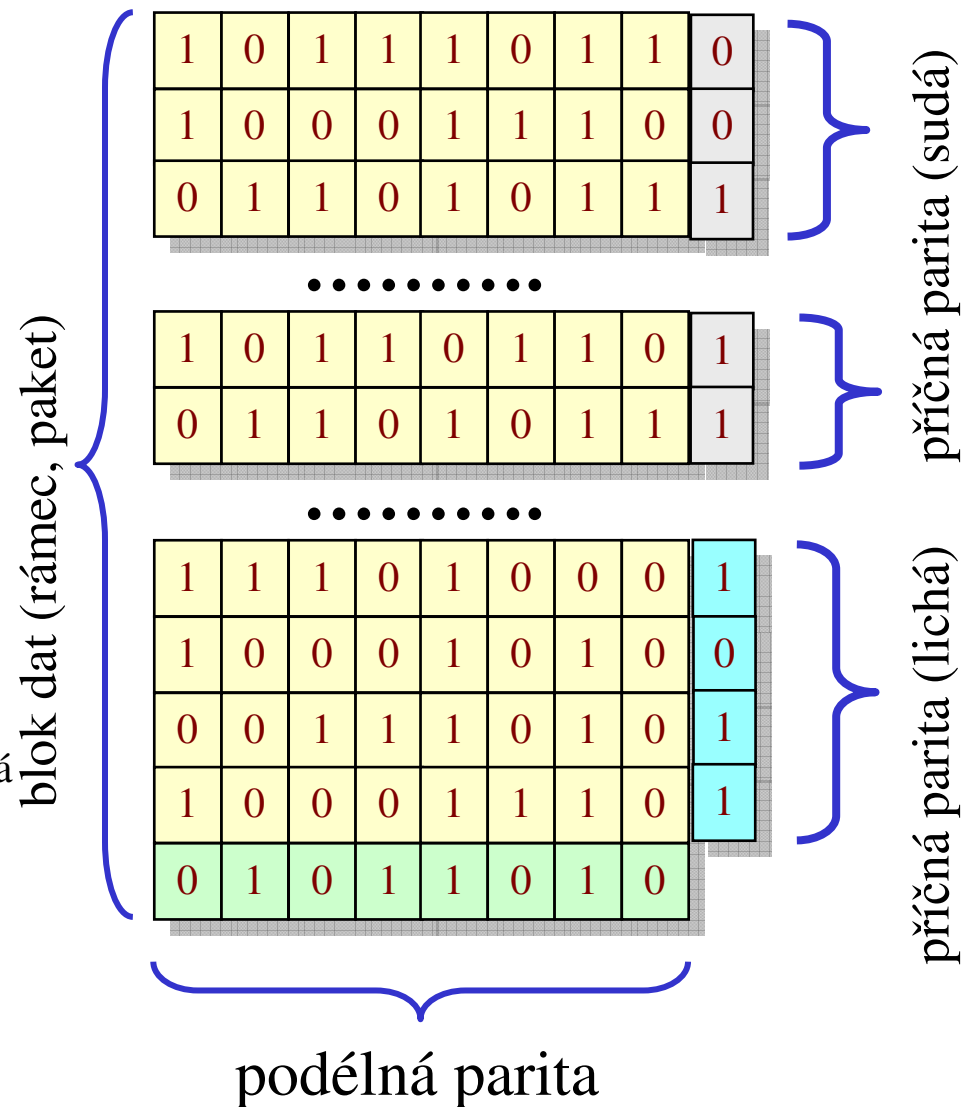 1 0 1 1 1 0 1 1 0
1 0 0 0 1 1 1 0 0
0 1 1 0 1 0 1 1 1
příčná parita (sudá)
••••••••••
1 0 1 1 0 1 1 0 1
0 1 1 0 1 0 1 1 1
příčná parita
••••••••••
1 1 1 0 1 0 0 0 1
1 0 0 0 1 0 1 0 0
0 0 1 1 1 0 1 0 1
1 0 0 0 1 1 1 0 1
0 1 0 1 1 0 1 0
příčná parita (lichá)
blok dat (rámec, paket)
á
podélná parita